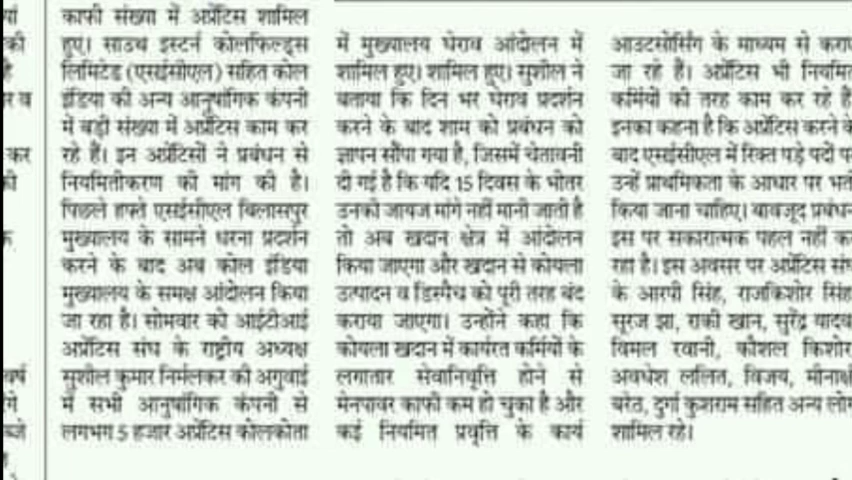 काफी संख्या में अप्रेंटिस शामिल
हुए। साउथ इस्टर्न कोलफिल्ड्स
लिमिटेड (एसईसीएल) सहित कोल
इंडिया की अन्य आनुषांगिक कंपनी
में बड़ी संख्या में अप्रेंटिस काम कर
रहे हैं। इन अप्रेंटिसों ने प्रबंधन से
नियमितीकरण की मांग की है।
पिछले हफ्ते एसईसीएल बिलासपुर
मुख्यालय के सामने धरना प्रदर्शन
करने के बाद अब कोल इंडिया
मुख्यालय के समक्ष आंदोलन किया
जा रहा है। सोमवार को आईटीआई
अप्रेंटिस संघ के राष्ट्रीय अध्यक्ष
सुशील कुमार निर्मलकर की अगुवाई
में सभी आनुषांगिक कंपनी से
लगभग 5 हजार अप्रेंटिस कोलकोता
में मुख्यालय घेराव आंदोलन में
शामिल हुए। शामिल हुए। सुशील ने
बताया कि दिन भर घेराव प्रदर्शन
करने के बाद शाम को प्रबंधन को
ज्ञापन सौंपा गया है, जिसमें चेतावनी
दी गई है कि यदि 15 दिवस के भीतर
उनकी जायज मांगे नहीं मानी जाती है
तो अब खदान क्षेत्र में आंदोलन
किया जाएगा और खदान से कोयला
उत्पादन व डिस्पैच को पूरी तरह बंद
कराया जाएगा। उन्होंने कहा कि
कोयला खदान में कार्यरत कर्मियों के
लगातार सेवानिवृत्ति होने से
मेनपावर काफी कम हो चुका है और
कई नियमित प्रवृत्ति के कार्य
आउटसोर्सिंग के माध्यम से कराए
जा रहे हैं। अप्रेंटिस भी नियमित
कर्मियों की तरह काम कर रहे हैं
इनका कहना है कि अप्रेंटिस करने के
बाद एसईसीएल में रिक्त पड़े पदों पर
उन्हें प्राथमिकता के आधार पर भर्ती
किया जाना चाहिए। बावजूद प्रबंधन
इस पर सकारात्मक पहल नहीं कर
रहा है। इस अवसर पर अप्रेंटिस संघ
के आरपी सिंह, राजकिशोर सिंह
सूरज झा, राकी खान, सुरेंद्र यादव
विमल रवानी, कौशल किशोर
अवधेश ललित, विजय, मीनाक्षी
बरेठ, दुर्गा कुशराम सहित अन्य लोग
शामिल रहे।